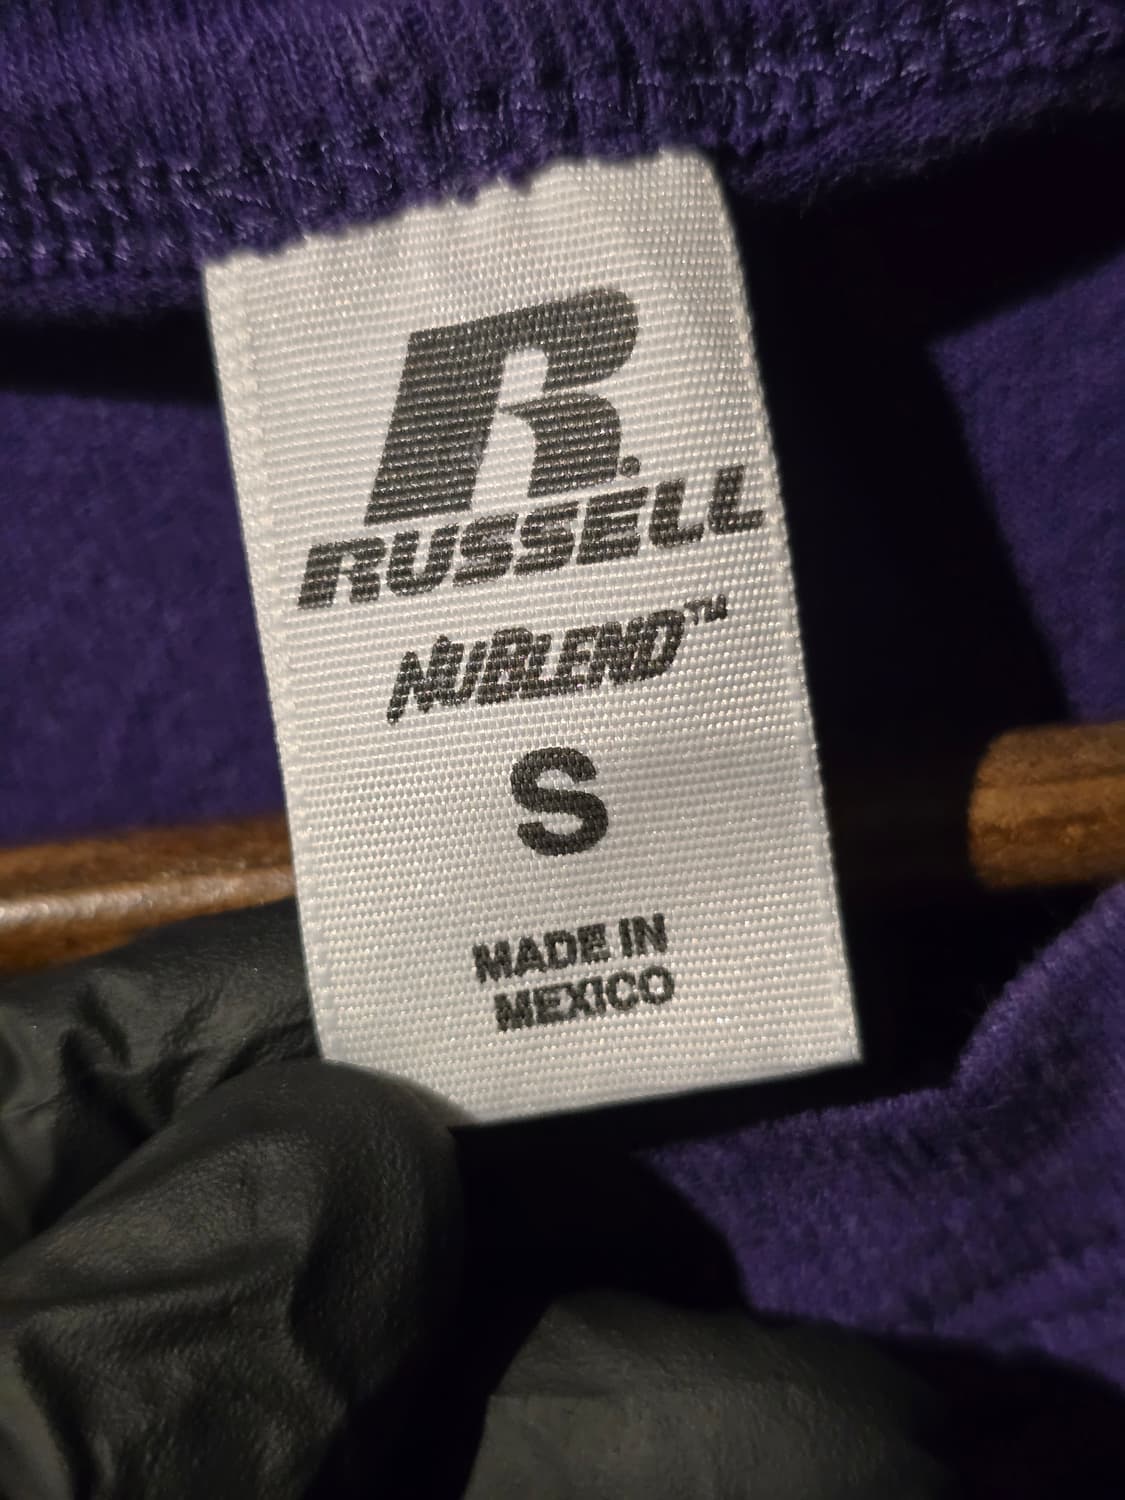 R®
RUSSELL
NUBLEND™
S
MADE IN
MEXICO